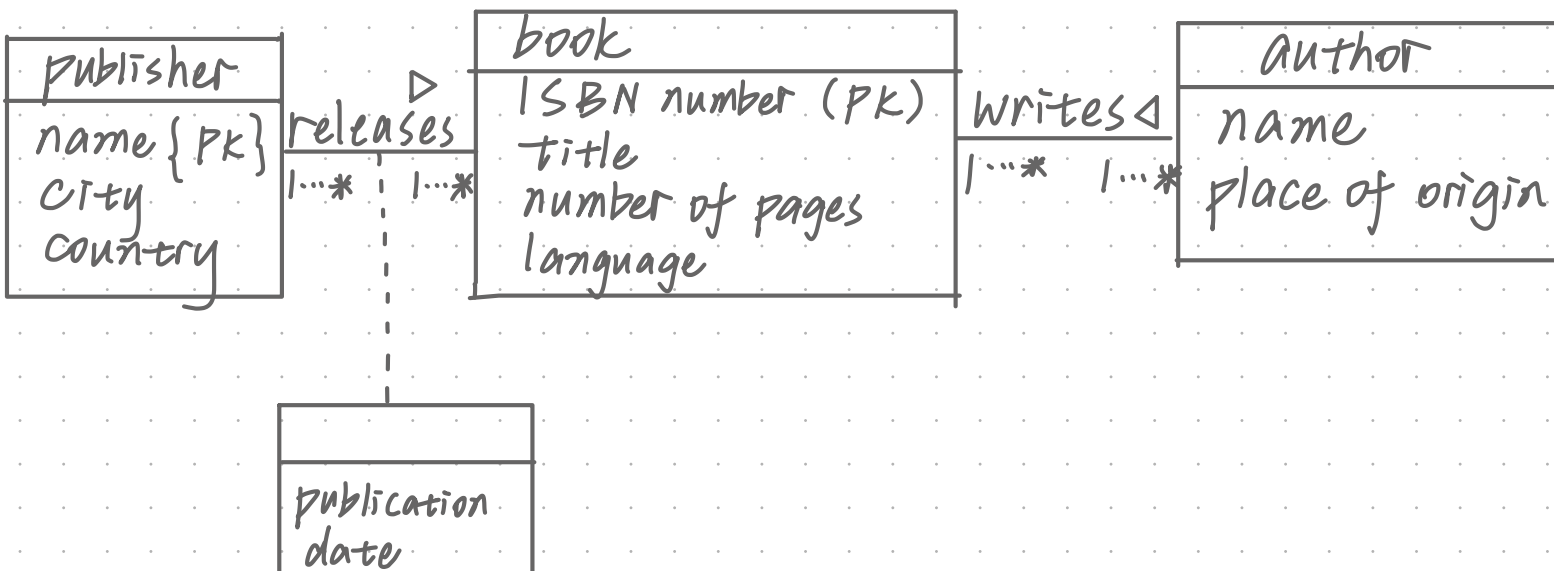 publisher
name {PK}
city
country
releases ▷
1...*
1...*
book
ISBN number (PK)
title
number of pages
language
writes ◁
1...*
1...*
author
name
place of origin
publication
date